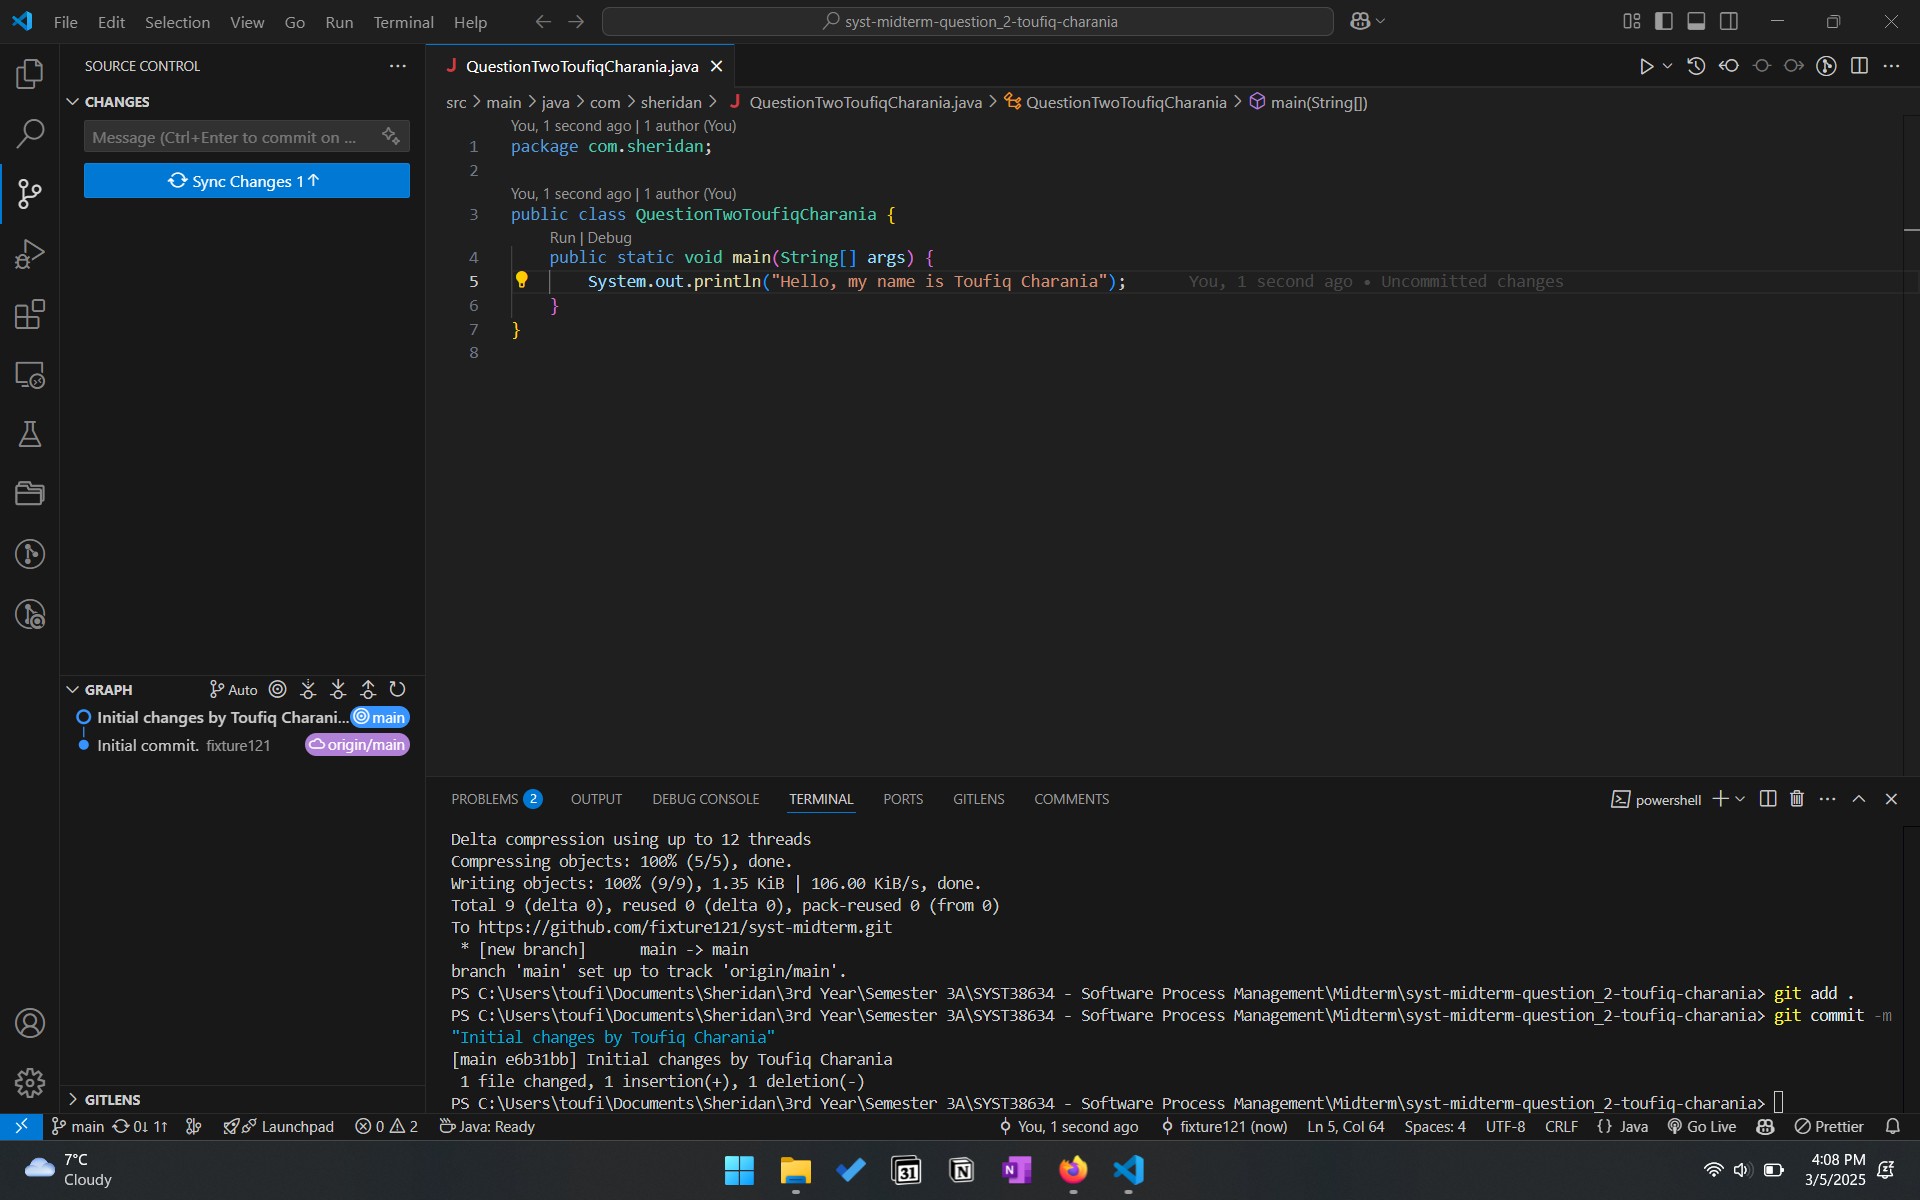 File Edit Selection View Go Run Terminal Help
syst-midterm-question_2-toufiq-charania
SOURCE CONTROL
CHANGES
Message (Ctrl+Enter to commit on ...
Sync Changes 1↑
QuestionTwoToufiqCharania.java
src > main > java > com > sheridan > QuestionTwoToufiqCharania.java > QuestionTwoToufiqCharania > main(String[])
You, 1 second ago | 1 author (You)
1 package com.sheridan;
2
You, 1 second ago | 1 author (You)
3 public class QuestionTwoToufiqCharania {
Run | Debug
4 public static void main(String[] args) {
5 System.out.println("Hello, my name is Toufiq Charania"); You, 1 second ago • Uncommitted changes
6 }
7 }
8
GRAPH Auto
Initial changes by Toufiq Charani... main
Initial commit. fixture121 origin/main
GITLENS
PROBLEMS 2 OUTPUT DEBUG CONSOLE TERMINAL PORTS GITLENS COMMENTS powershell
Delta compression using up to 12 threads
Compressing objects: 100% (5/5), done.
Writing objects: 100% (9/9), 1.35 KiB | 106.00 KiB/s, done.
Total 9 (delta 0), reused 0 (delta 0), pack-reused 0 (from 0)
To https://github.com/fixture121/syst-midterm.git
* [new branch] main -> main
branch 'main' set up to track 'origin/main'.
PS C:\Users\toufi\Documents\Sheridan\3rd Year\Semester 3A\SYST38634 - Software Process Management\Midterm\syst-midterm-question_2-toufiq-charania> git add .
PS C:\Users\toufi\Documents\Sheridan\3rd Year\Semester 3A\SYST38634 - Software Process Management\Midterm\syst-midterm-question_2-toufiq-charania> git commit -m
"Initial changes by Toufiq Charania"
[main e6b31bb] Initial changes by Toufiq Charania
1 file changed, 1 insertion(+), 1 deletion(-)
PS C:\Users\toufi\Documents\Sheridan\3rd Year\Semester 3A\SYST38634 - Software Process Management\Midterm\syst-midterm-question_2-toufiq-charania>
main 0↓ 1↑ Launchpad 0 2 Java: Ready You, 1 second ago fixture121 (now) Ln 5, Col 64 Spaces: 4 UTF-8 CRLF {} Java Go Live Prettier
7°C
Cloudy
31
4:08 PM
3/5/2025